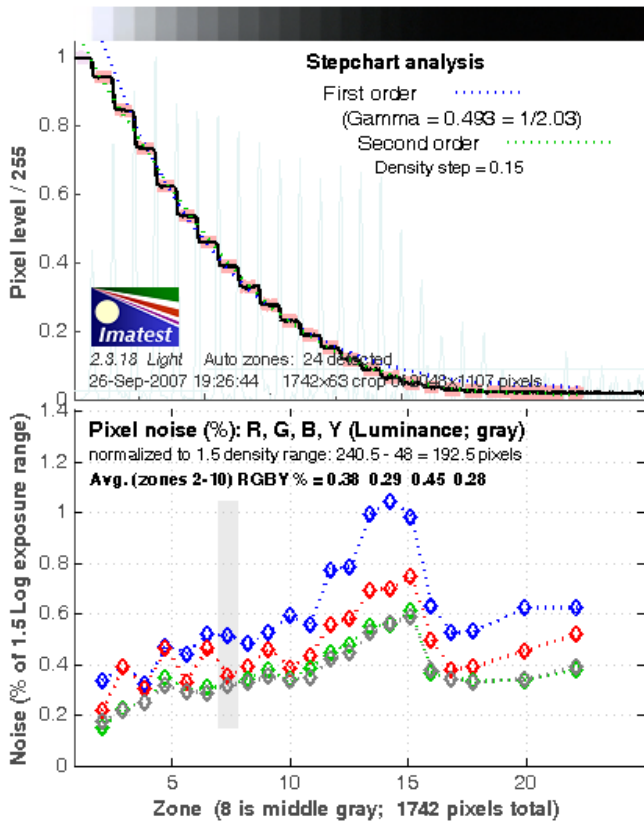 Stepchart analysis
First order
(Gamma = 0.493 = 1/2.03)
Second order
Density step = 0.15
Pixel level / 255
1
0.8
0.6
0.4
0.2
0
Imatest
2.3.18 Light Auto zones: 24 detected
26-Sep-2007 19:26:44 1742x63 crop of 2048x1107 pixels
Pixel noise (%): R, G, B, Y (Luminance; gray)
normalized to 1.5 density range: 240.5 - 48 = 192.5 pixels
Avg. (zones 2-10) RGBY % = 0.38 0.29 0.45 0.28
Noise (% of 1.5 Log exposure range)
1.4
1.2
1
0.8
0.6
0.4
0.2
0
5 10 15 20
Zone (8 is middle gray; 1742 pixels total)